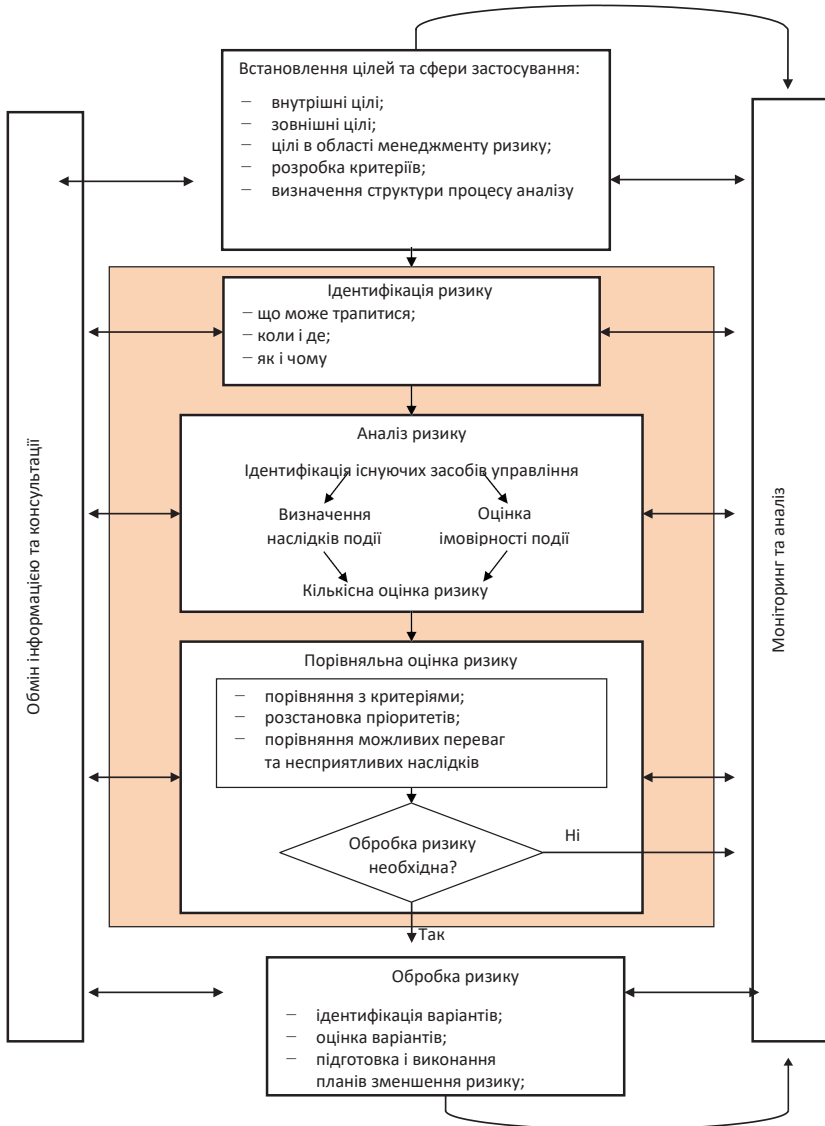 Встановлення цілей та сфери застосування:
– внутрішні цілі;
– зовнішні цілі;
– цілі в області менеджменту ризику;
– розробка критеріїв;
– визначення структури процесу аналізу
Обмін інформацією та консультації
Моніторинг та аналіз
Ідентифікація ризику
– що може трапитися;
– коли і де;
– як і чому
Аналіз ризику
Ідентифікація існуючих засобів управління
Визначення
наслідків події
Оцінка
імовірності події
Кількісна оцінка ризику
Порівняльна оцінка ризику
– порівняння з критеріями;
– розстановка пріоритетів;
– порівняння можливих переваг
та несприятливих наслідків
Обробка ризику
необхідна?
Ні
Так
Обробка ризику
– ідентифікація варіантів;
– оцінка варіантів;
– підготовка і виконання
планів зменшення ризику;